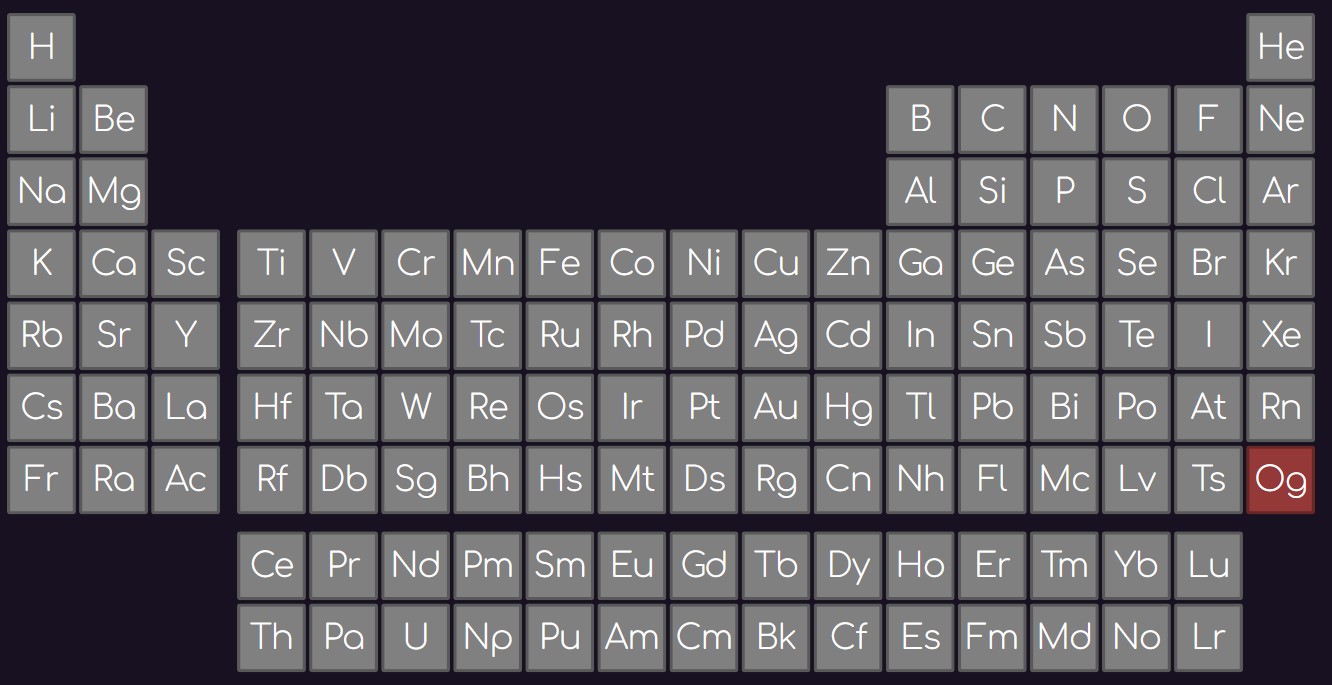 H He
Li Be B C N O F Ne
Na Mg Al Si P S Cl Ar
K Ca Sc Ti V Cr Mn Fe Co Ni Cu Zn Ga Ge As Se Br Kr
Rb Sr Y Zr Nb Mo Tc Ru Rh Pd Ag Cd In Sn Sb Te I Xe
Cs Ba La Hf Ta W Re Os Ir Pt Au Hg Tl Pb Bi Po At Rn
Fr Ra Ac Rf Db Sg Bh Hs Mt Ds Rg Cn Nh Fl Mc Lv Ts Og
Ce Pr Nd Pm Sm Eu Gd Tb Dy Ho Er Tm Yb Lu
Th Pa U Np Pu Am Cm Bk Cf Es Fm Md No Lr